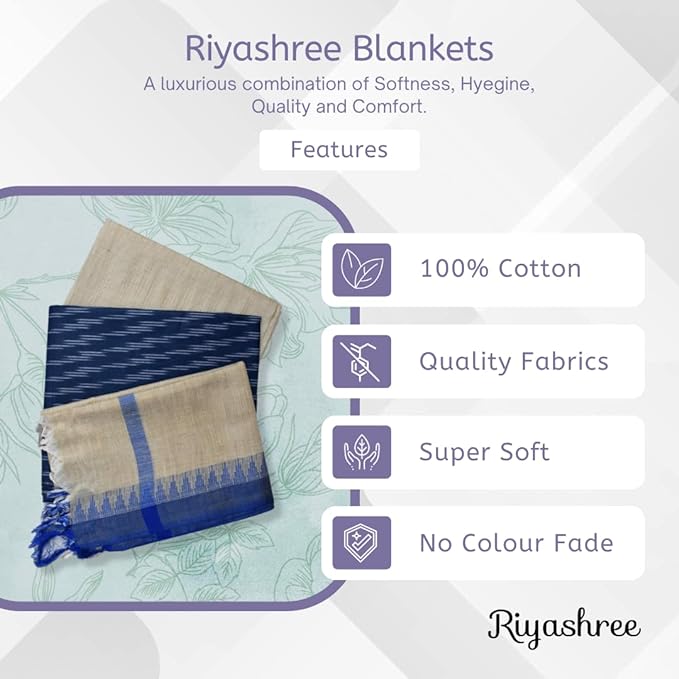 Riyashree Blankets
A luxurious combination of Softness, Hyegine,
Quality and Comfort.
Features
100% Cotton
Quality Fabrics
Super Soft
No Colour Fade
Riyashree